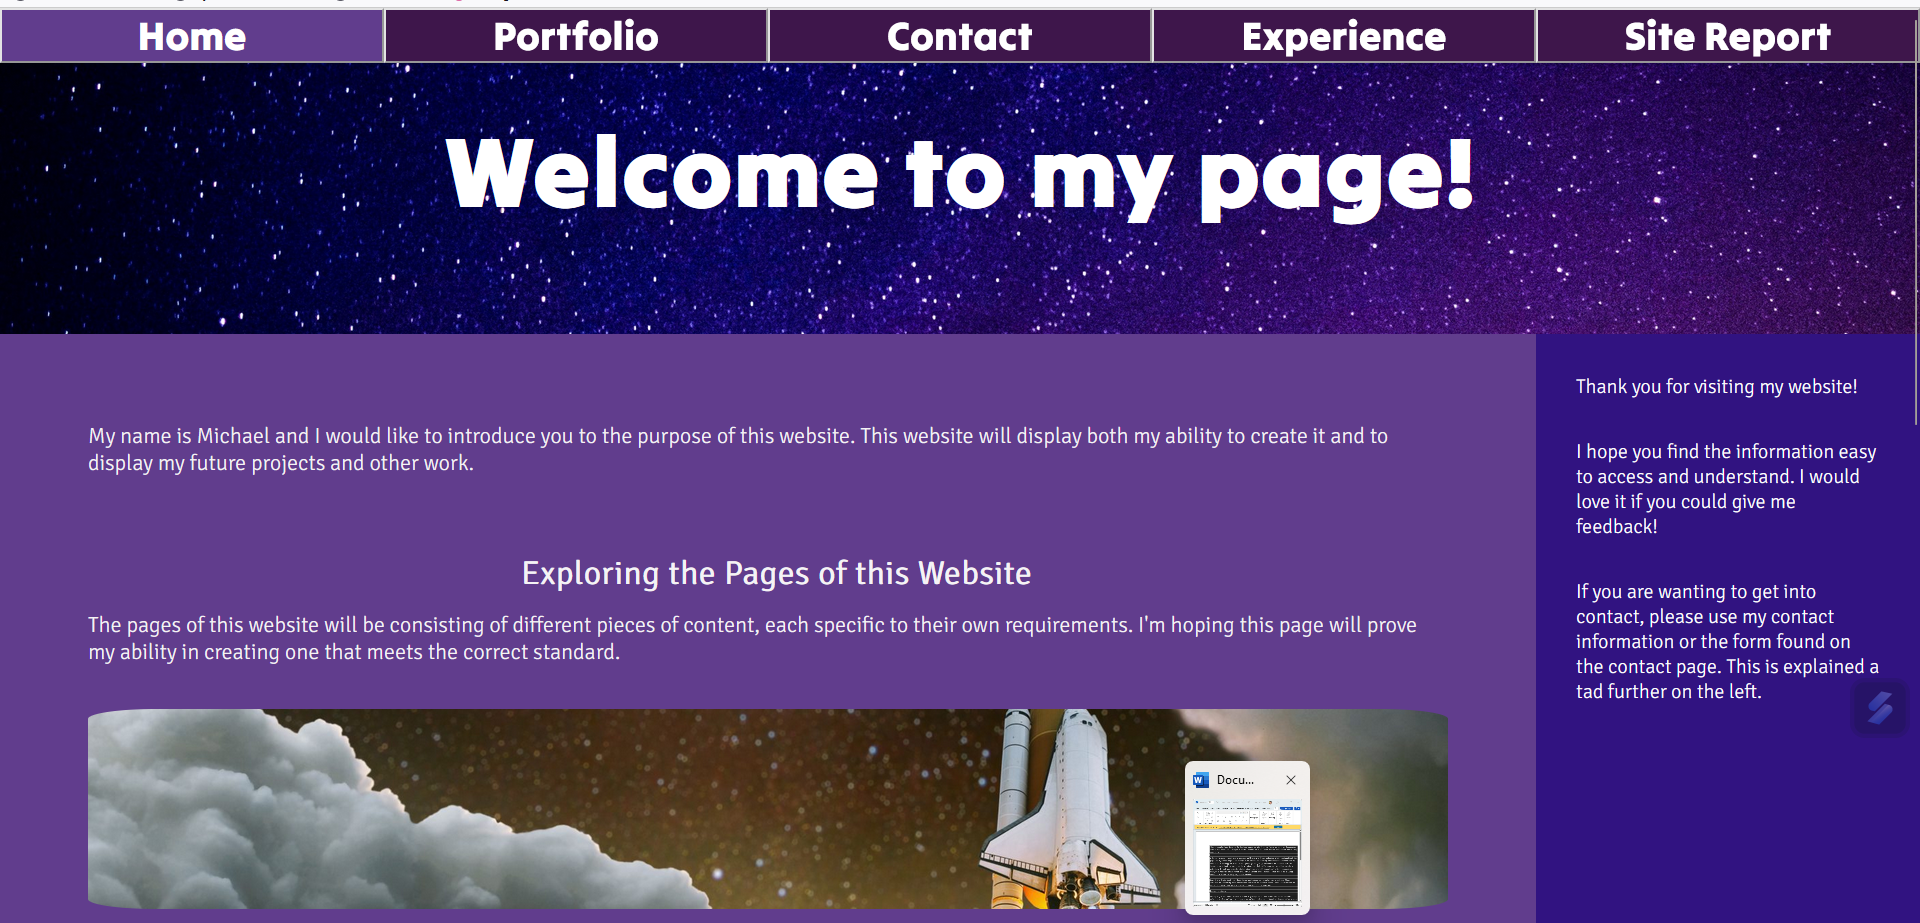 Home
Portfolio
Contact
Experience
Site Report
Welcome to my page!
My name is Michael and I would like to introduce you to the purpose of this website. This website will display both my ability to create it and to
display my future projects and other work.
Exploring the Pages of this Website
The pages of this website will be consisting of different pieces of content, each specific to their own requirements. I'm hoping this page will prove
my ability in creating one that meets the correct standard.
Thank you for visiting my website!
I hope you find the information easy
to access and understand. I would
love it if you could give me
feedback!
If you are wanting to get into
contact, please use my contact
information or the form found on
the contact page. This is explained a
tad further on the left.
W Docu...